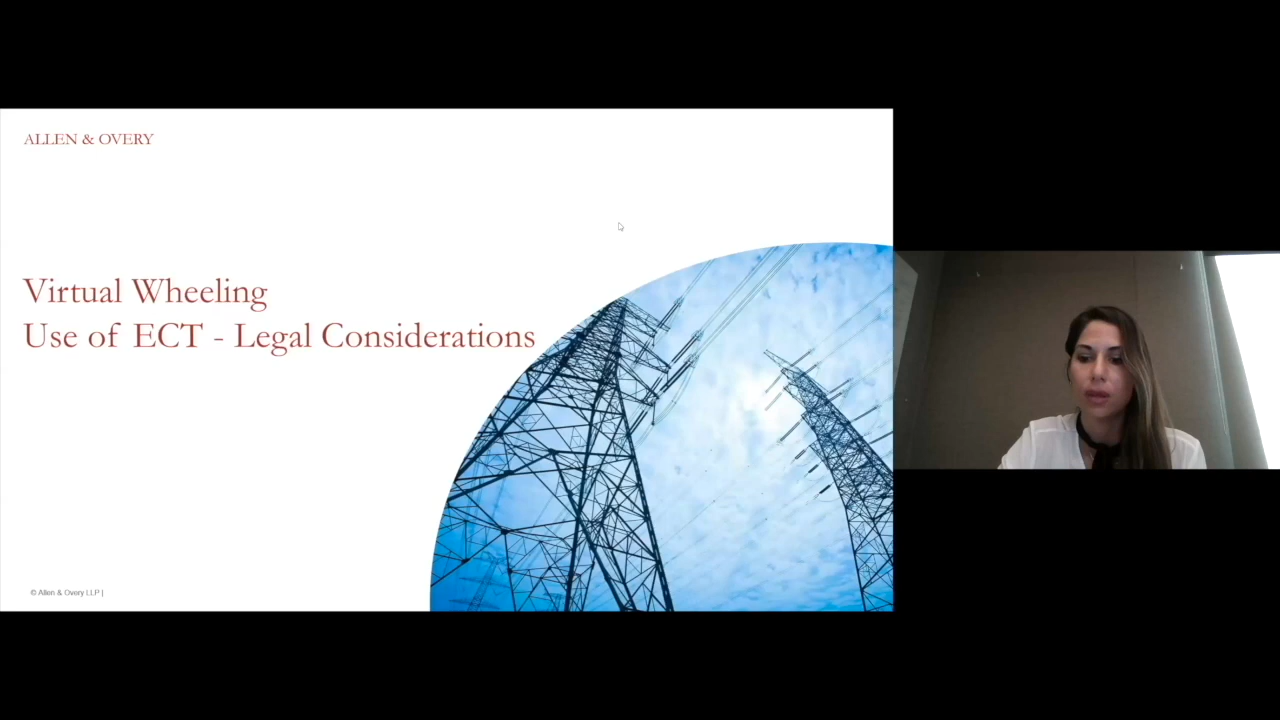 ALLEN & OVERY
Virtual Wheeling
Use of ECT - Legal Considerations
© Allen & Overy LLP |